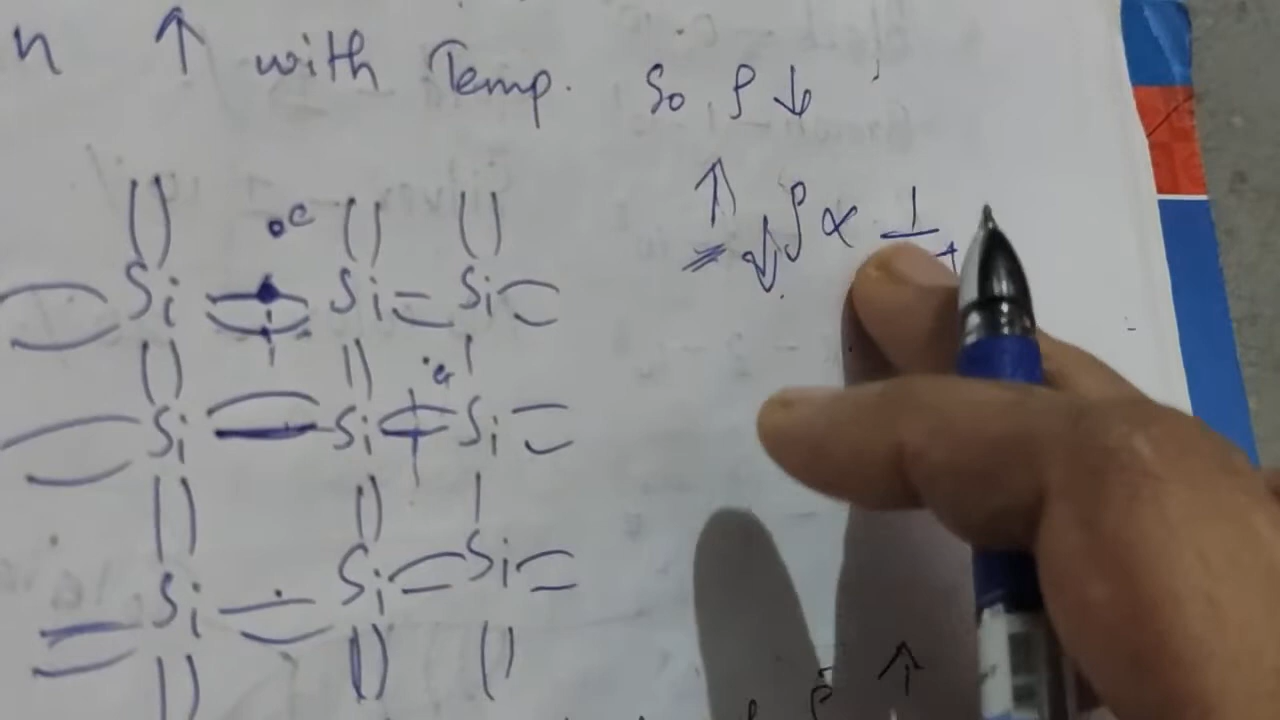 n ↑ with Temp. So ρ ↓
↑ ↓ ρ ∝ 1
e
Si Si Si
e
Si Si Si
Si Si Si
ρ ↑